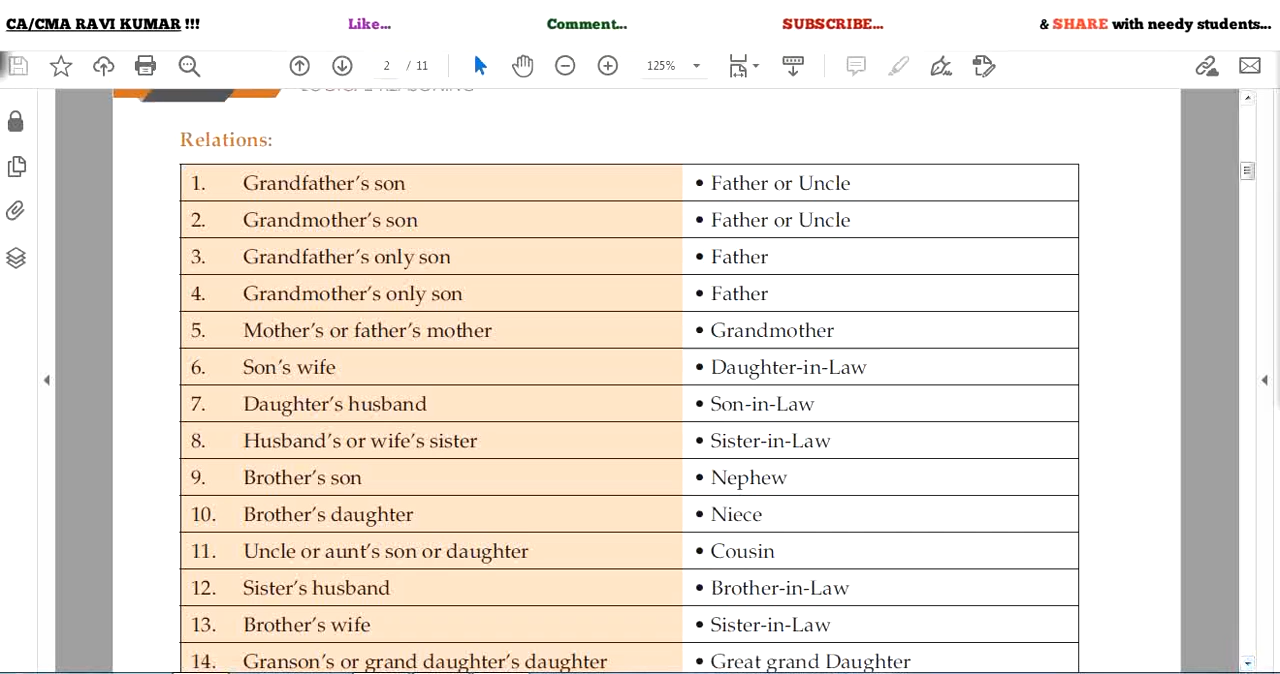 CA/CMA RAVI KUMAR !!! Like... Comment... SUBSCRIBE... & SHARE with needy students...
2 / 11 125%
LOGICAL REASONING
Relations:
1. Grandfather's son • Father or Uncle
2. Grandmother's son • Father or Uncle
3. Grandfather's only son • Father
4. Grandmother's only son • Father
5. Mother's or father's mother • Grandmother
6. Son's wife • Daughter-in-Law
7. Daughter's husband • Son-in-Law
8. Husband's or wife's sister • Sister-in-Law
9. Brother's son • Nephew
10. Brother's daughter • Niece
11. Uncle or aunt's son or daughter • Cousin
12. Sister's husband • Brother-in-Law
13. Brother's wife • Sister-in-Law
14. Granson's or grand daughter's daughter • Great grand Daughter